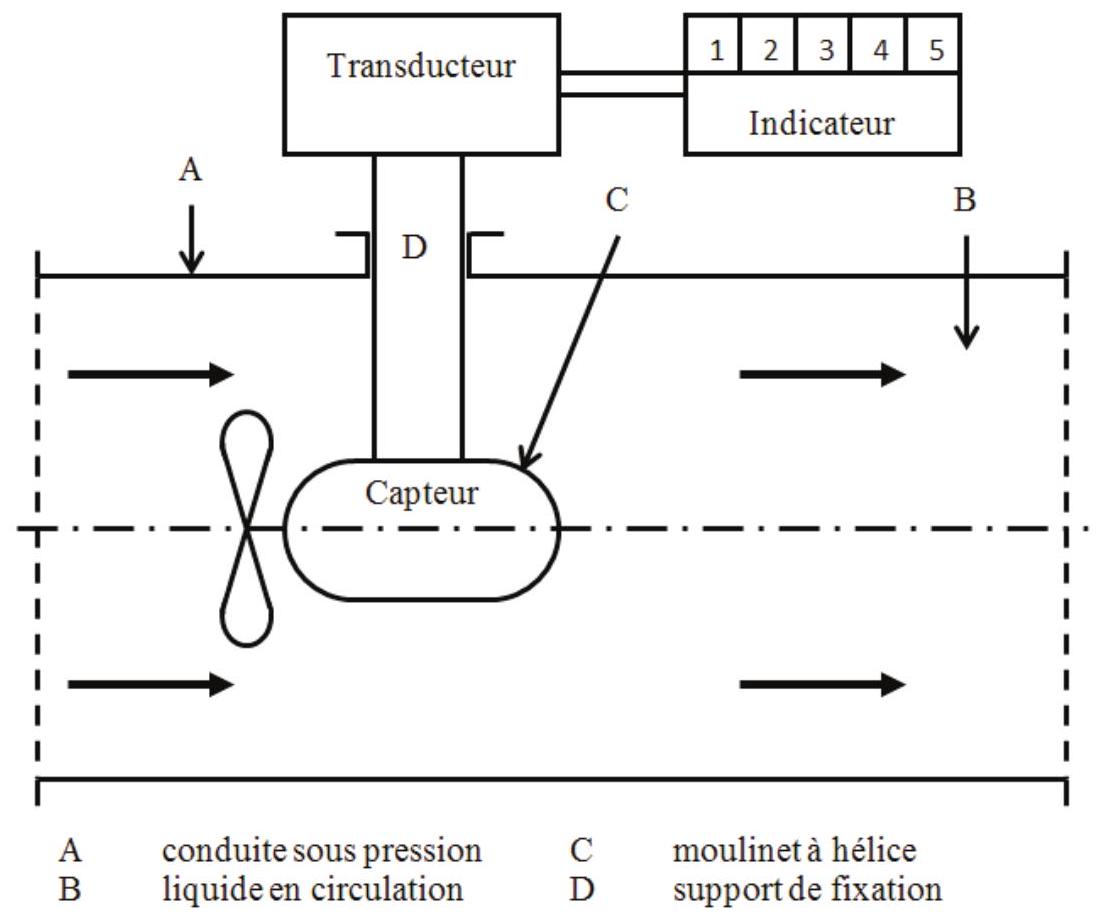 Transducteur
1 2 3 4 5
Indicateur
A
C
B
D
Capteur
A conduite sous pression C moulinet à hélice
B liquide en circulation D support de fixation